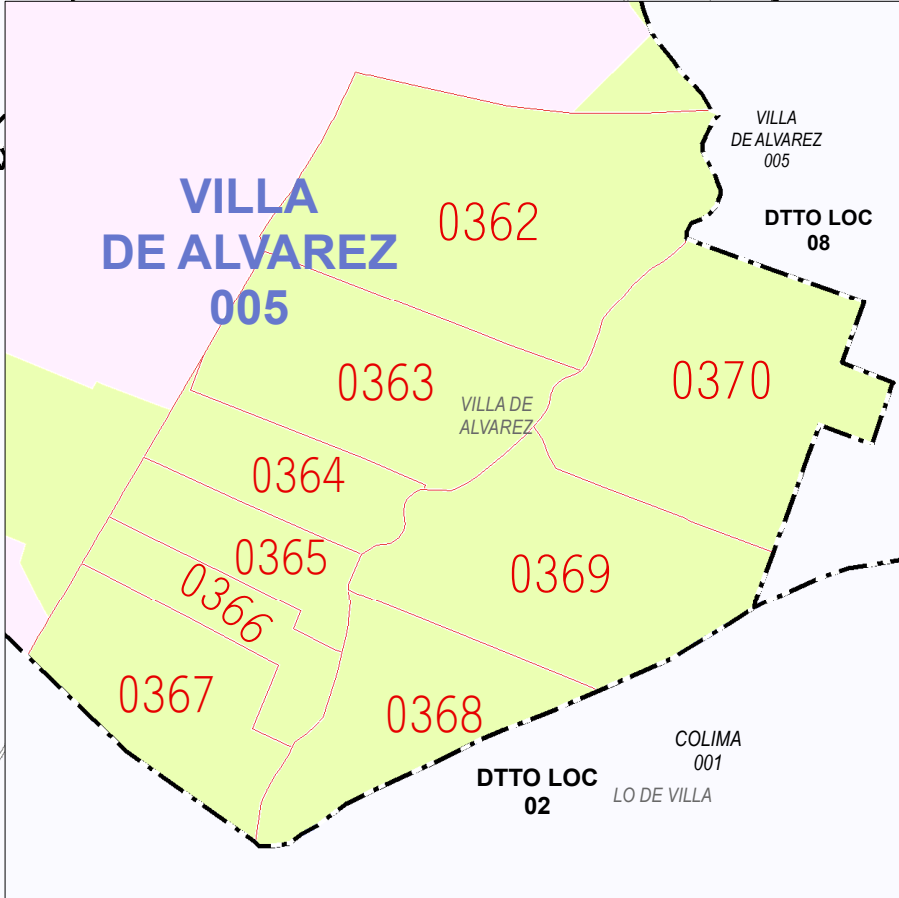 VILLA
DE ALVAREZ
005
DTTO LOC
08
VILLA
DE ALVAREZ
005
0362
0363
0370
VILLA DE
ALVAREZ
0364
0365
0369
0366
0367
0368
COLIMA
001
DTTO LOC
02
LO DE VILLA